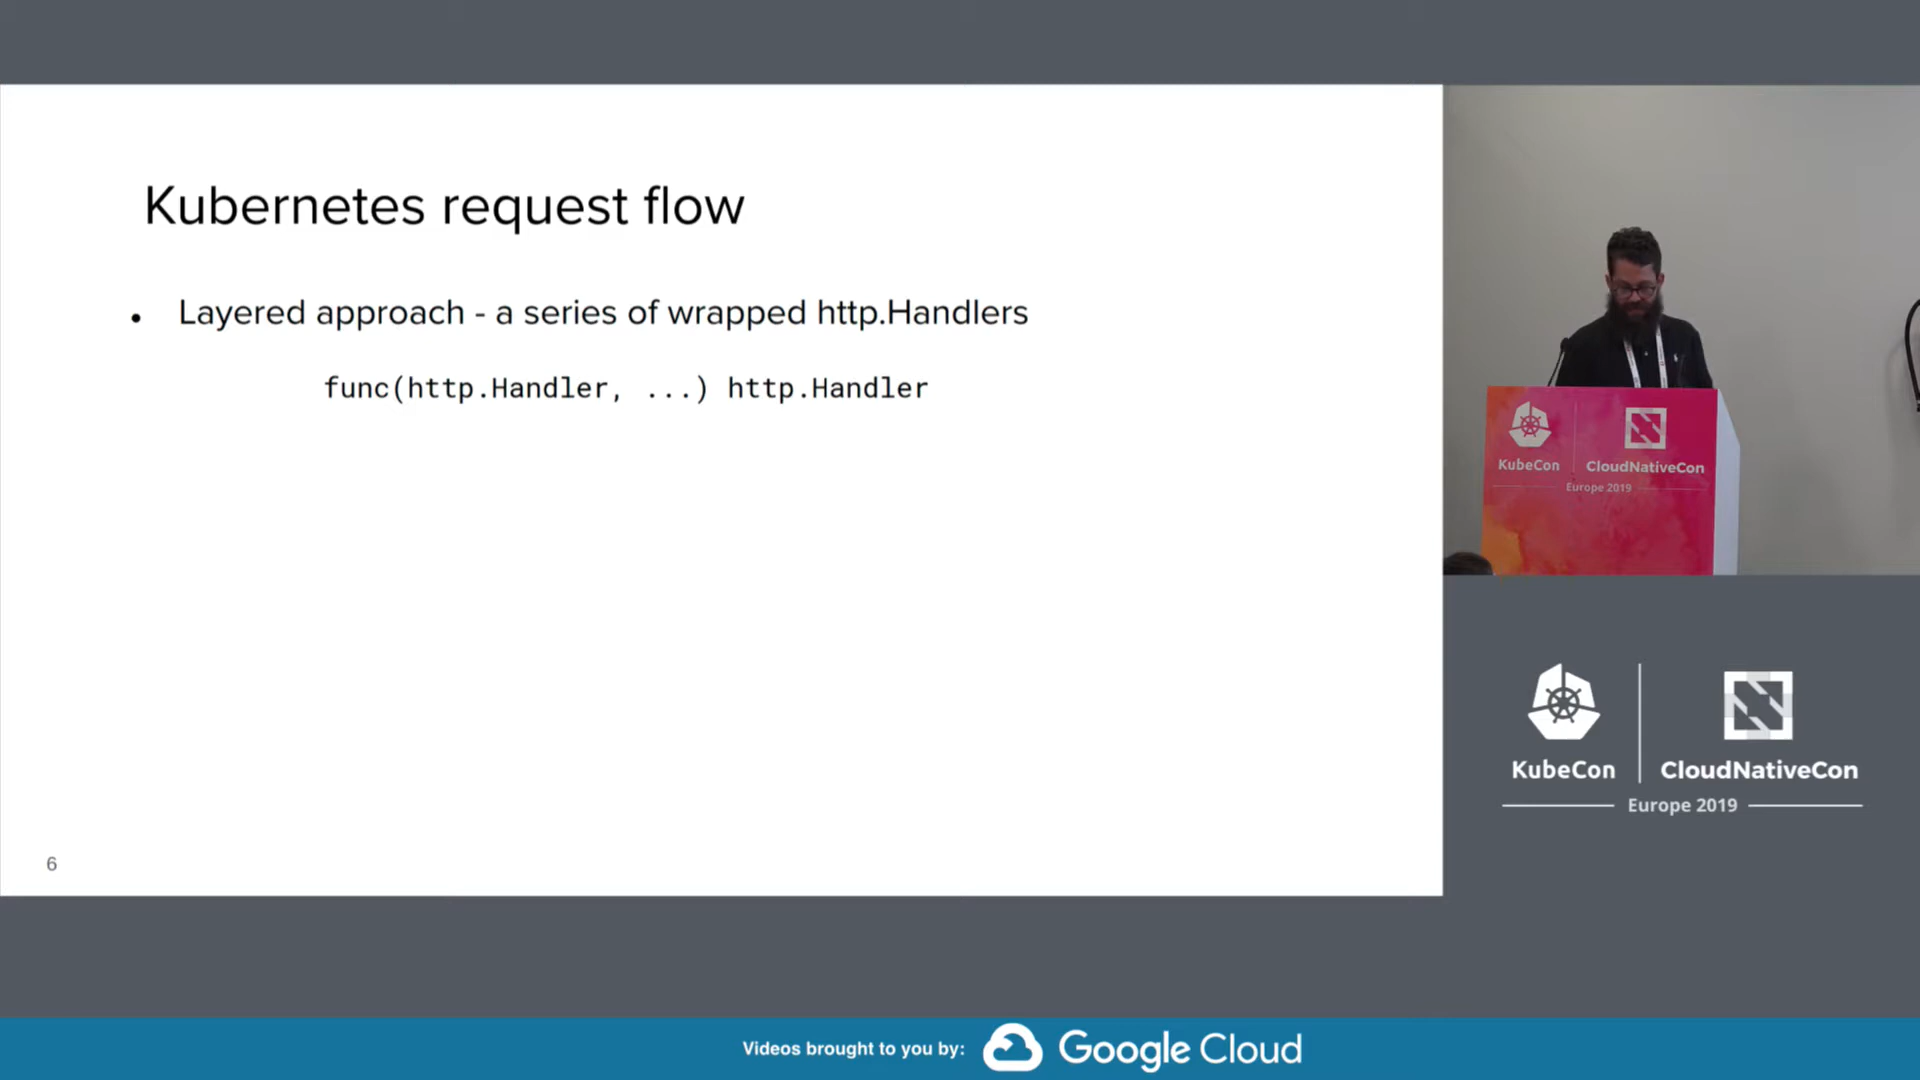 Kubernetes request flow
• Layered approach - a series of wrapped http.Handlers
func(http.Handler, ...) http.Handler
6
KubeCon
CloudNativeCon
Europe 2019
KubeCon
CloudNativeCon
Europe 2019
Videos brought to you by: Google Cloud